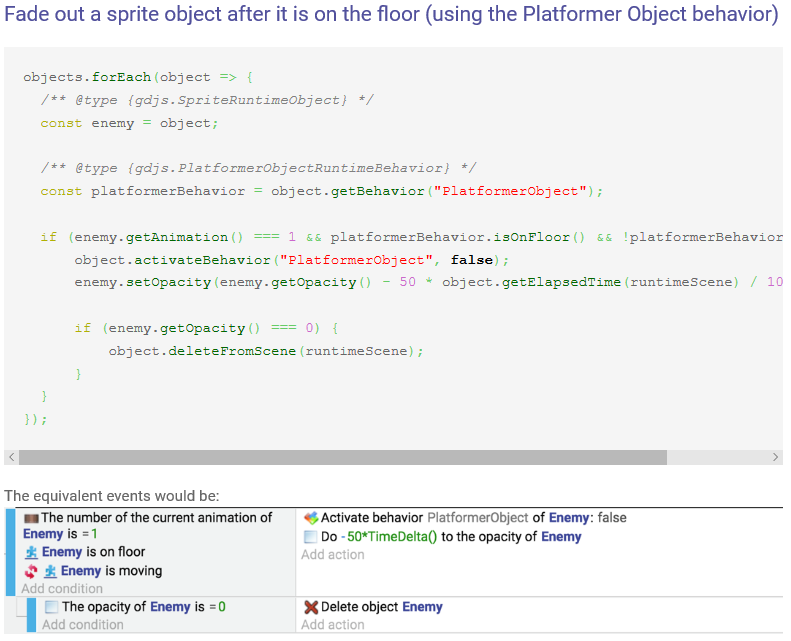 Fade out a sprite object after it is on the floor (using the Platformer Object behavior)
objects.forEach(object => {
/** @type {gdjs.SpriteRuntimeObject} */
const enemy = object;
/** @type {gdjs.PlatformerObjectRuntimeBehavior} */
const platformerBehavior = object.getBehavior("PlatformerObject");
if (enemy.getAnimation() === 1 && platformerBehavior.isOnFloor() && !platformerBehavior
object.activateBehavior("PlatformerObject", false);
enemy.setOpacity(enemy.getOpacity() - 50 * object.getElapsedTime(runtimeScene) / 10
if (enemy.getOpacity() === 0) {
object.deleteFromScene(runtimeScene);
}
}
});
The equivalent events would be:
The number of the current animation of
Enemy is = 1
Enemy is on floor
Enemy is moving
Add condition
Activate behavior PlatformerObject of Enemy: false
Do -50*TimeDelta() to the opacity of Enemy
Add action
The opacity of Enemy is = 0
Add condition
Delete object Enemy
Add action